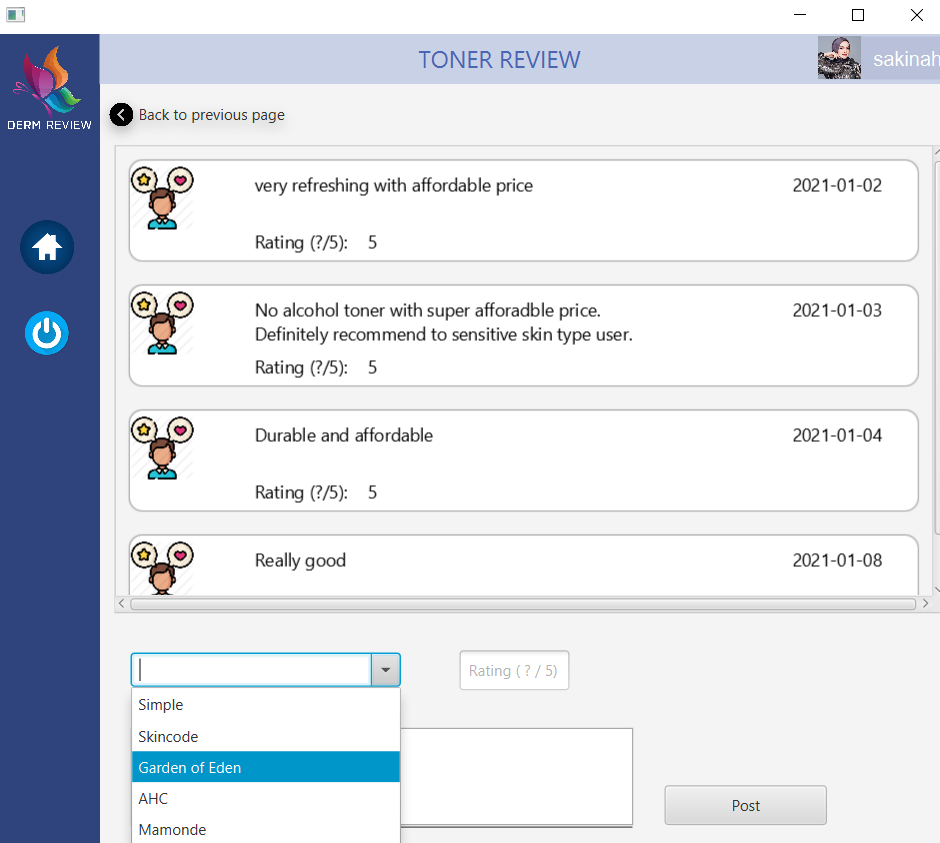 TONER REVIEW
sakinah
DERM REVIEW
Back to previous page
very refreshing with affordable price
2021-01-02
Rating (?/5): 5
No alcohol toner with super afforadble price.
2021-01-03
Definitely recommend to sensitive skin type user.
Rating (?/5): 5
Durable and affordable
2021-01-04
Rating (?/5): 5
Really good
2021-01-08
Rating ( ? / 5)
Simple
Skincode
Garden of Eden
AHC
Mamonde
Post